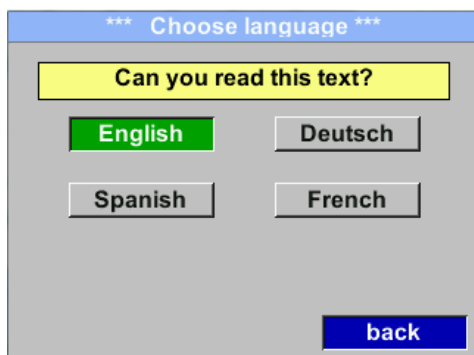 *** Choose language ***
Can you read this text?
English Deutsch
Spanish French
back